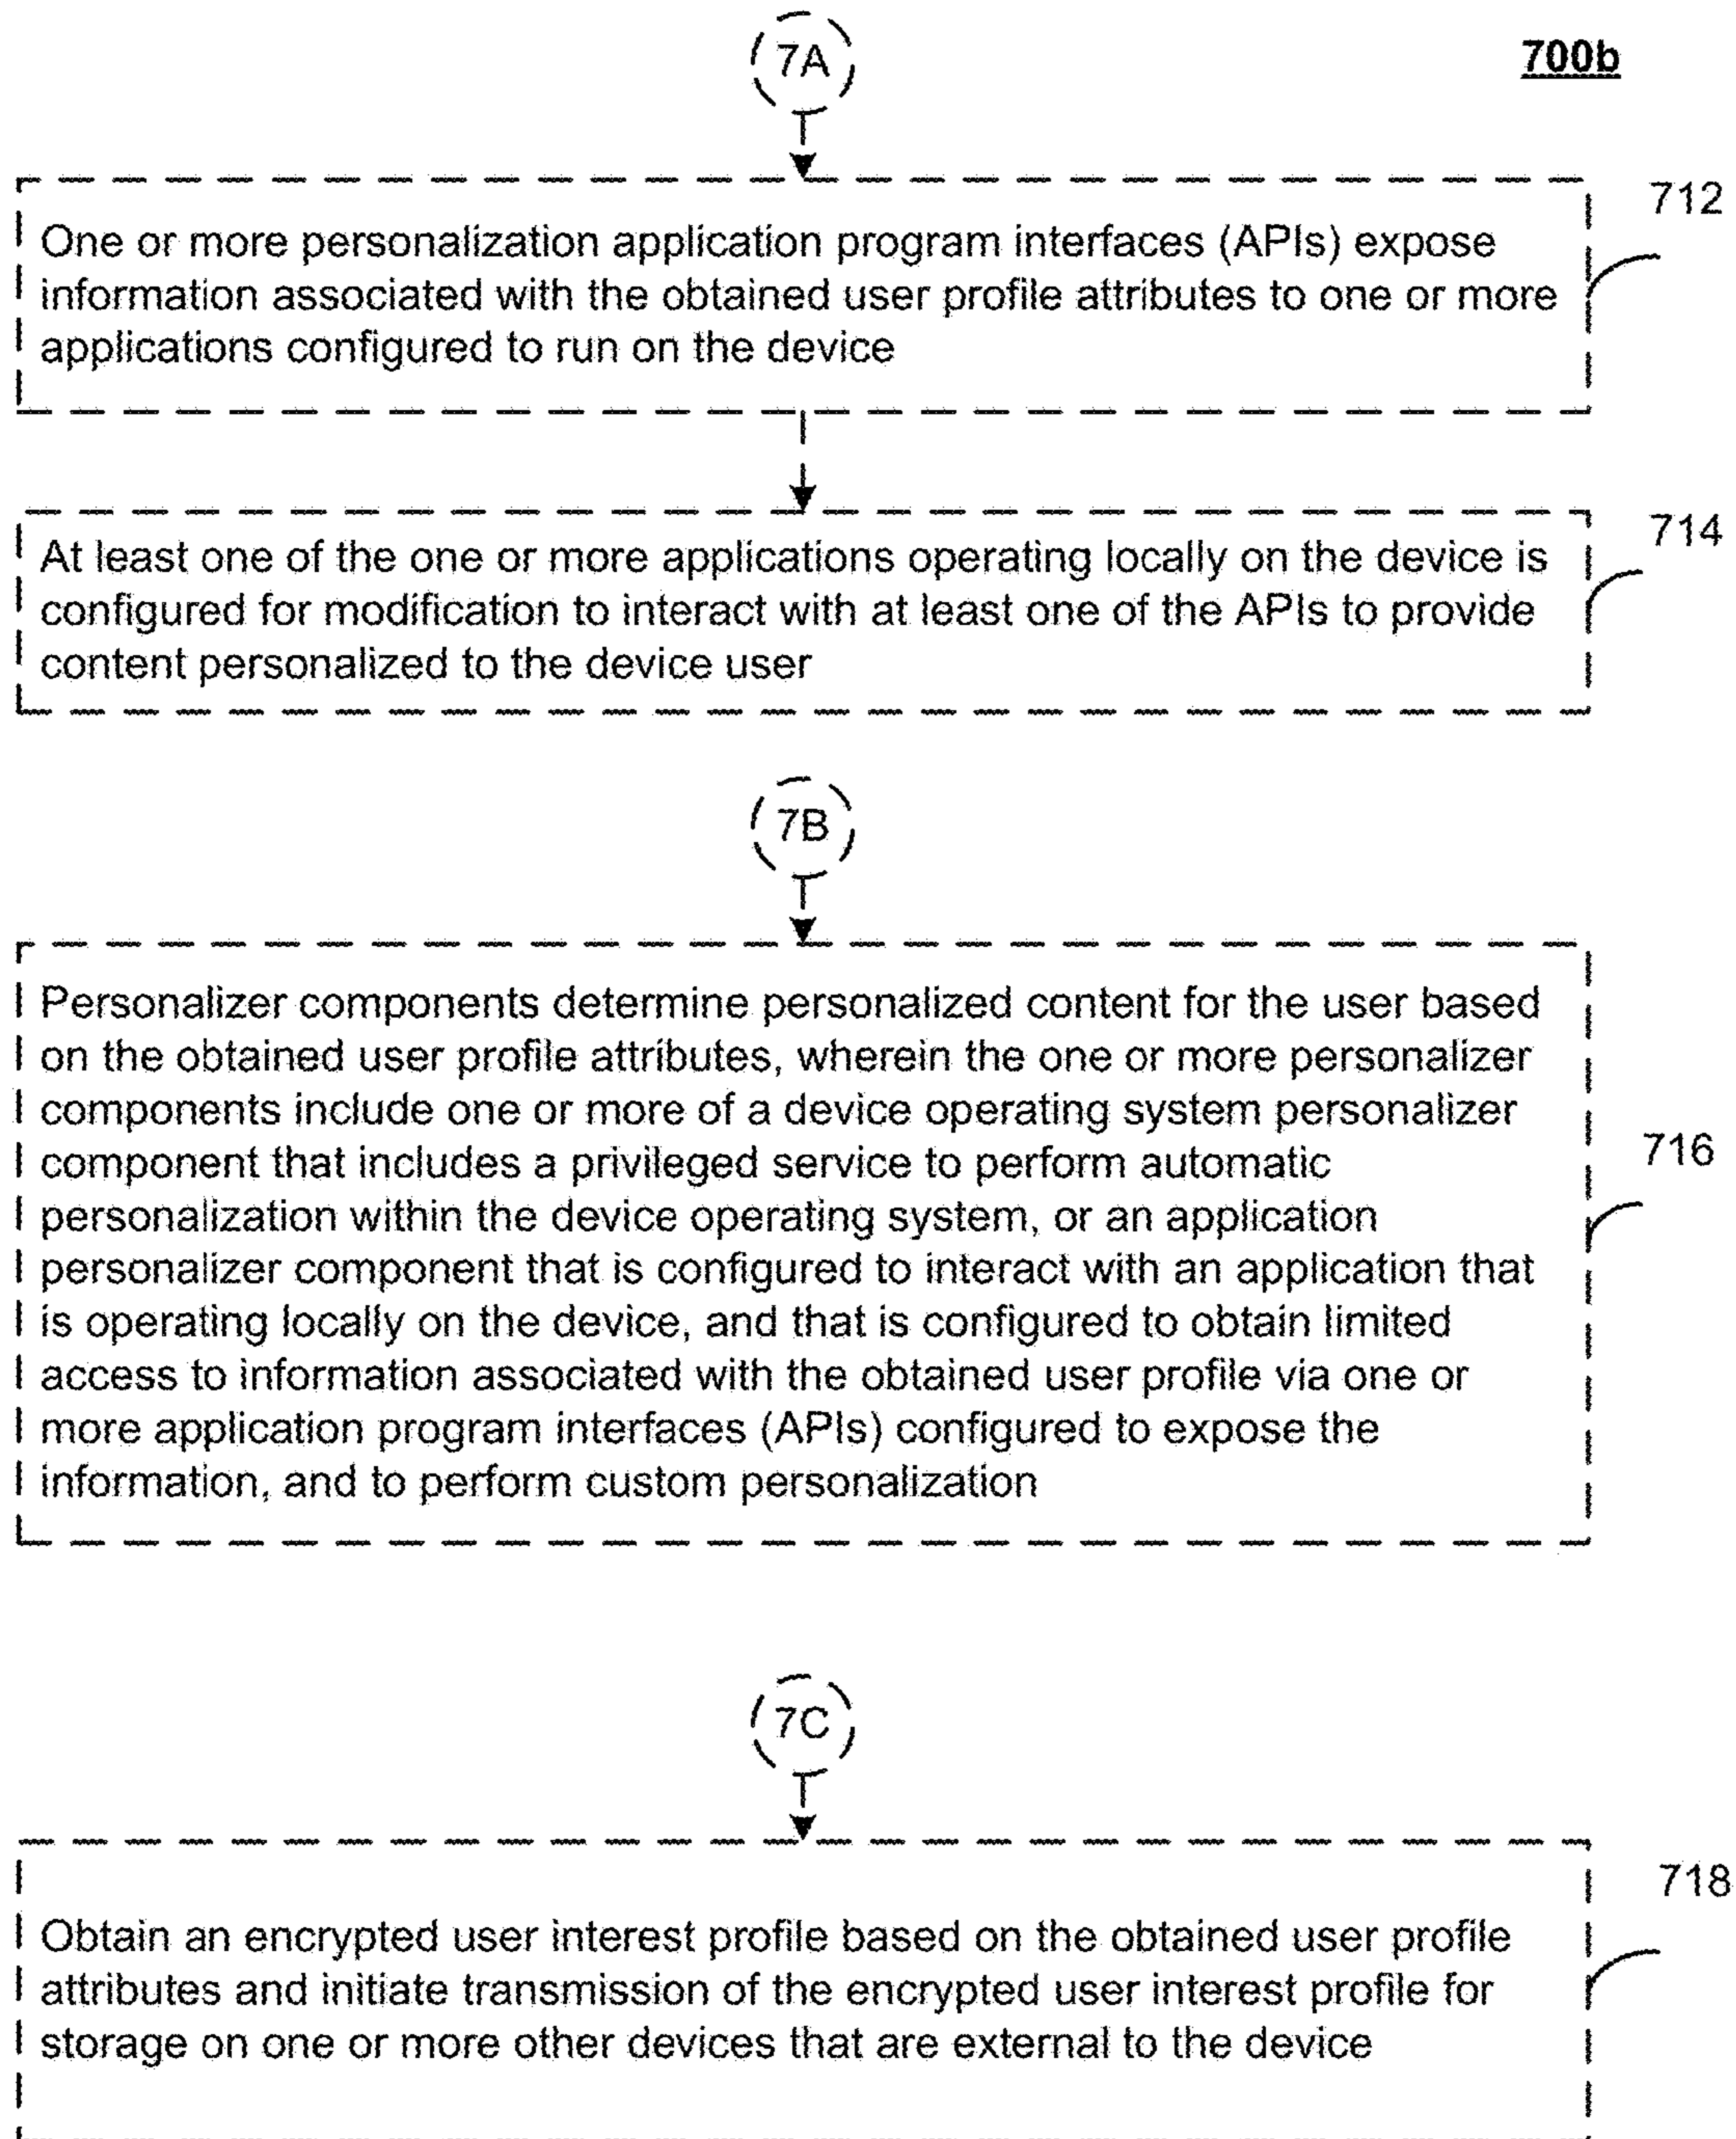 7A
700b
712
One or more personalization application program interfaces (APIs) expose
information associated with the obtained user profile attributes to one or more
applications configured to run on the device
714
At least one of the one or more applications operating locally on the device is
configured for modification to interact with at least one of the APIs to provide
content personalized to the device user
7B
Personalizer components determine personalized content for the user based
on the obtained user profile attributes, wherein the one or more personalizer
components include one or more of a device operating system personalizer
component that includes a privileged service to perform automatic
personalization within the device operating system, or an application
personalizer component that is configured to interact with an application that
is operating locally on the device, and that is configured to obtain limited
access to information associated with the obtained user profile via one or
more application program interfaces (APIs) configured to expose the
information, and to perform custom personalization
716
7C
718
Obtain an encrypted user interest profile based on the obtained user profile
attributes and initiate transmission of the encrypted user interest profile for
storage on one or more other devices that are external to the device